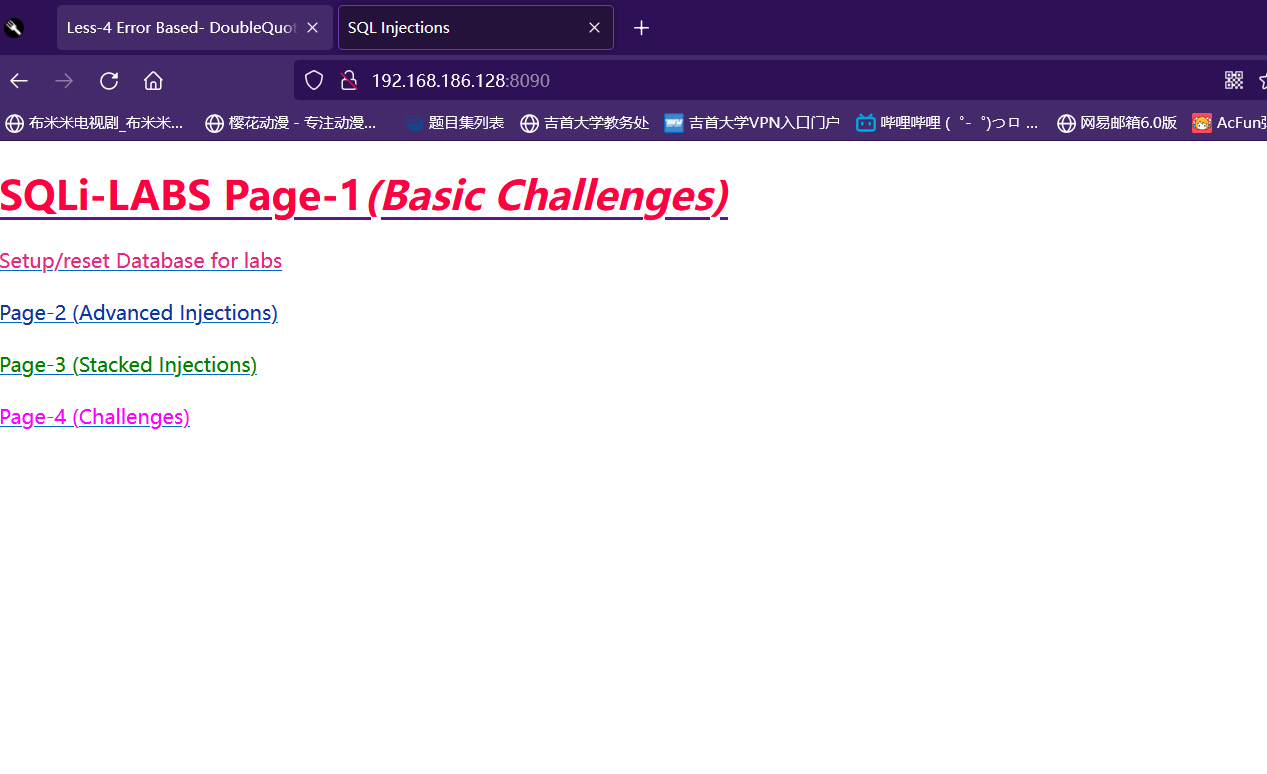 Less-4 Error Based- DoubleQuot
SQL Injections
192.168.186.128:8090
布米米电视剧_布米米...
樱花动漫 - 专注动漫...
题目集列表
吉首大学教务处
吉首大学VPN入口门户
哔哩哔哩 ( ゜- ゜)つロ ...
网易邮箱6.0版
AcFun弹
SQLi-LABS Page-1(Basic Challenges)
Setup/reset Database for labs
Page-2 (Advanced Injections)
Page-3 (Stacked Injections)
Page-4 (Challenges)